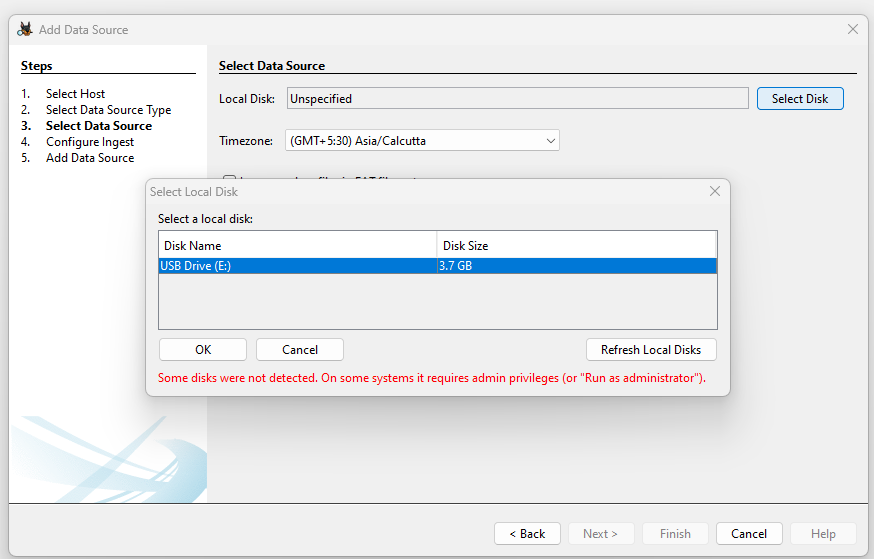 Add Data Source
Steps
1. Select Host
2. Select Data Source Type
3. Select Data Source
4. Configure Ingest
5. Add Data Source
Select Data Source
Local Disk: Unspecified Select Disk
Timezone: (GMT+5:30) Asia/Calcutta
Select Local Disk
Select a local disk:
Disk Name Disk Size
USB Drive (E:) 3.7 GB
OK Cancel Refresh Local Disks
Some disks were not detected. On some systems it requires admin privileges (or "Run as administrator").
< Back Next > Finish Cancel Help